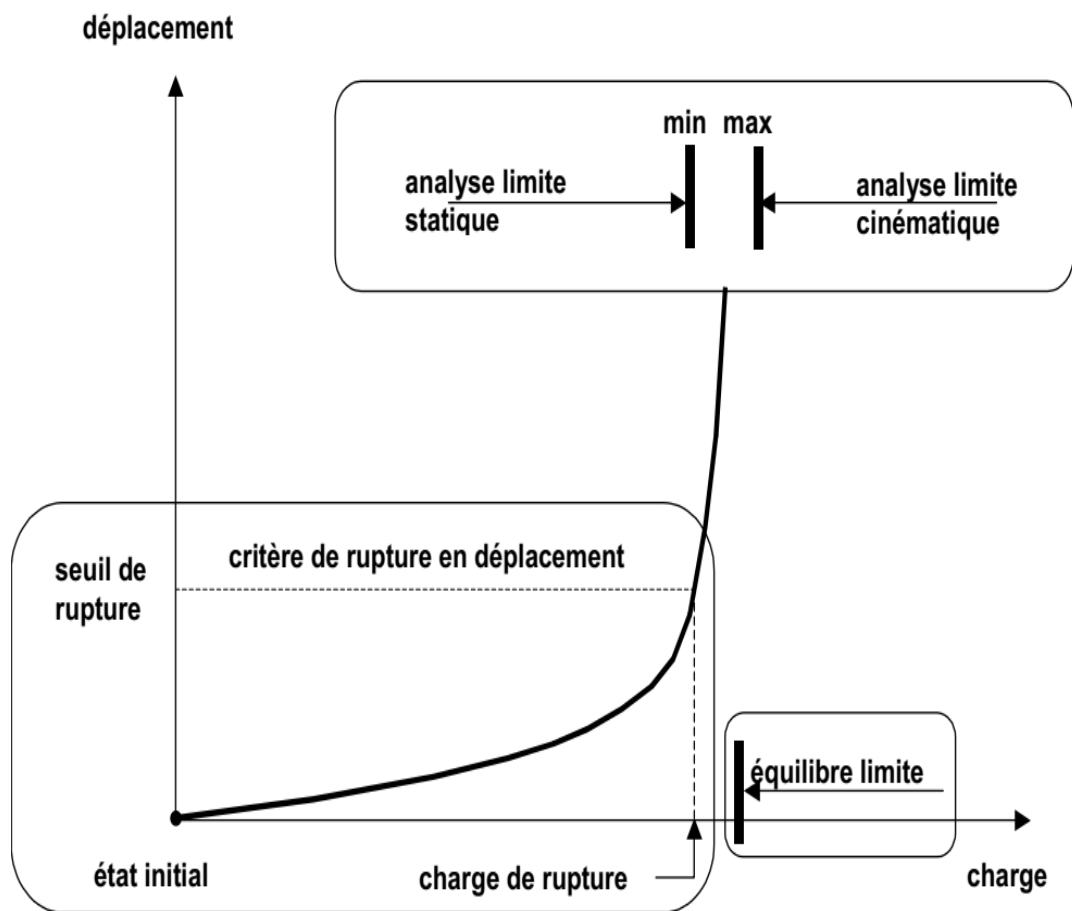 déplacement
min max
analyse limite
statique
analyse limite
cinématique
critère de rupture en déplacement
seuil de
rupture
équilibre limite
état initial
charge de rupture
charge